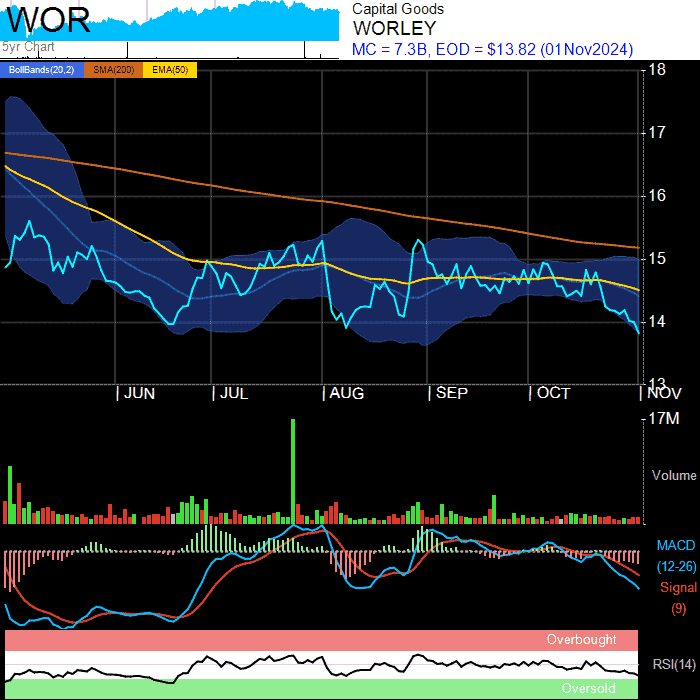 WOR
5yr Chart
Capital Goods
WORLEY
MC = 7.3B, EOD = $13.82 (01Nov2024)
BollBands(20,2) SMA(200) EMA(50)
18
17
16
15
14
13
JUN JUL AUG SEP OCT NOV
17M
Volume
MACD
(12-26)
Signal
(9)
Overbought
RSI(14)
Oversold